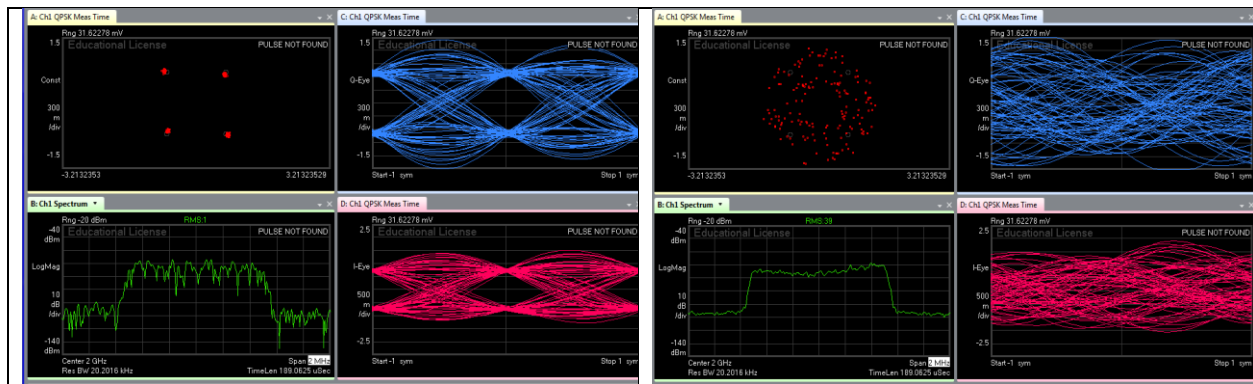 A: Ch1 QPSK Meas Time
Rng 31.62278 mV
1.5
Educational License
PULSE NOT FOUND
Const
300
m
/div
-1.5
-3.2132353
3.21323529
C: Ch1 QPSK Meas Time
Rng 31.62278 mV
1.5
Educational License
PULSE NOT FOUND
Q-Eye
300
m
/div
-1.5
Start -1 sym
Stop 1 sym
B: Ch1 Spectrum
Rng -20 dBm
RMS:1
-40
dBm
Educational License
PULSE NOT FOUND
LogMag
10
dB
/div
-140
dBm
Center 2 GHz
Span 2 MHz
Res BW 20.2016 kHz
TimeLen 189.0625 uSec
D: Ch1 QPSK Meas Time
Rng 31.62278 mV
2.5
Educational License
PULSE NOT FOUND
I-Eye
500
m
/div
-2.5
Start -1 sym
Stop 1 sym
A: Ch1 QPSK Meas Time
Rng 31.62278 mV
1.5
Educational License
PULSE NOT FOUND
Const
300
m
/div
-1.5
-3.2132353
3.21323529
C: Ch1 QPSK Meas Time
Rng 31.62278 mV
1.5
Educational License
PULSE NOT FOUND
Q-Eye
300
m
/div
-1.5
Start -1 sym
Stop 1 sym
B: Ch1 Spectrum
Rng -20 dBm
RMS:39
-40
dBm
Educational License
PULSE NOT FOUND
LogMag
10
dB
/div
-140
dBm
Center 2 GHz
Span 2 MHz
Res BW 20.2016 kHz
TimeLen 189.0625 uSec
D: Ch1 QPSK Meas Time
Rng 31.62278 mV
2.5
Educational License
PULSE NOT FOUND
I-Eye
500
m
/div
-2.5
Start -1 sym
Stop 1 sym